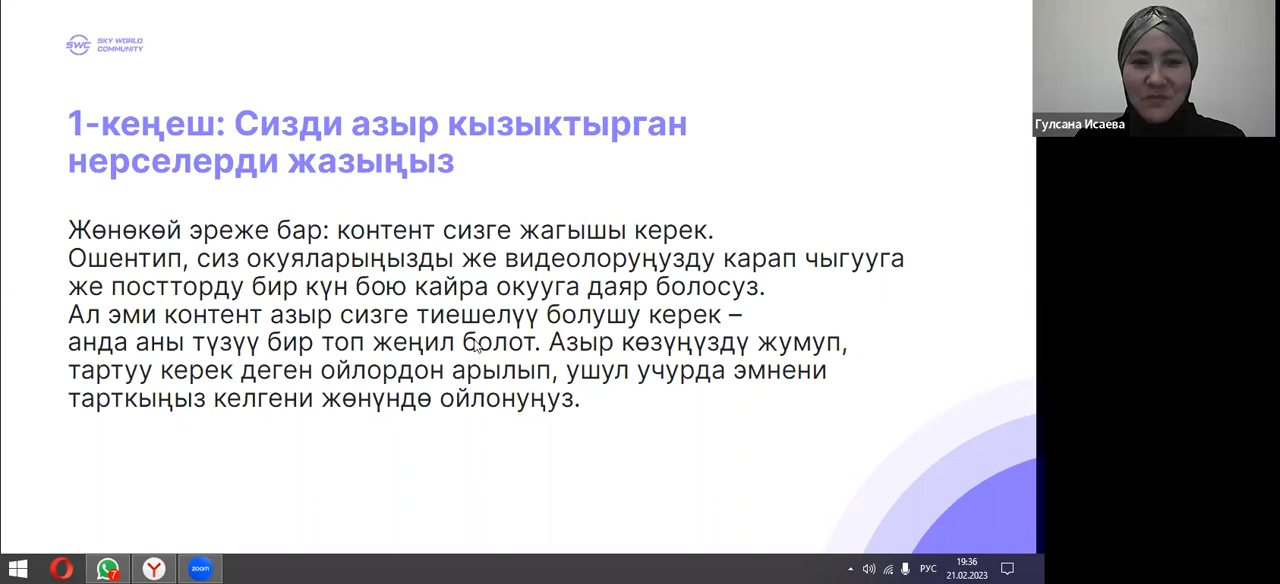 SWC
SKY WORLD
COMMUNITY
1-кеңеш: Сизди азыр кызыктырган
нерселерди жазыңыз
Жөнөкөй эреже бар: контент сизге жагышы керек.
Ошентип, сиз окуяларыңызды же видеолоруңузду карап чыгууга
же постторду бир күн бою кайра окууга даяр болосуз.
Ал эми контент азыр сизге тиешелүү болушу керек –
анда аны түзүү бир топ жеңил болот. Азыр көзүңүздү жумуп,
тартуу керек деген ойлордон арылып, ушул учурда эмнени
тарткыңыз келгени жөнүндө ойлонуңуз.
Гулсана Исаева
7
zoom
РУС
19:36
21.02.2023